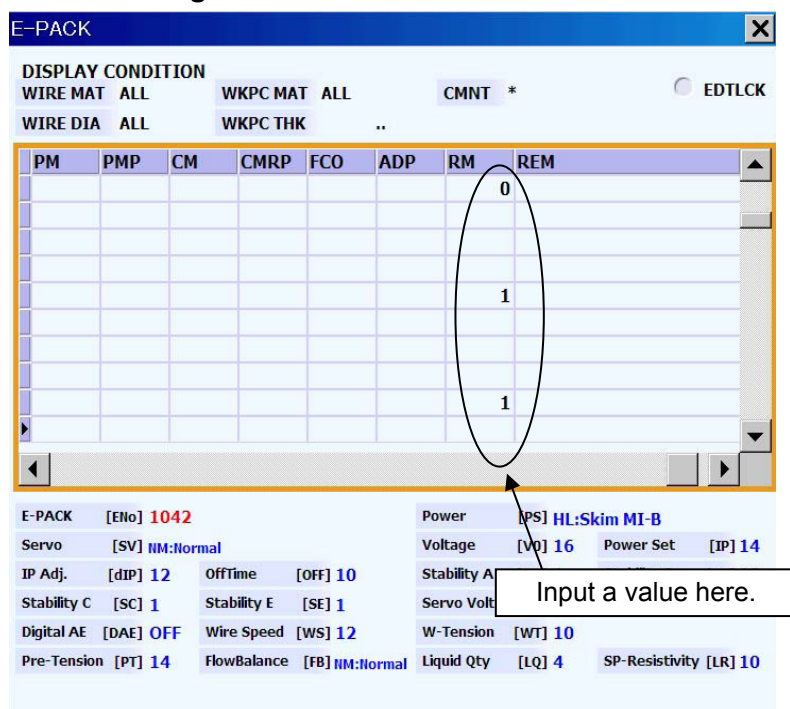 E-PACK
DISPLAY CONDITION
WIRE MAT ALL WKPC MAT ALL CMNT * EDTLCK
WIRE DIA ALL WKPC THK ..
PM PMP CM CMRP FCO ADP RM REM
0
1
1
E-PACK [ENo] 1042 Power [PS] HL:Skim MI-B
Servo [SV] NM:Normal Voltage [V0] 16 Power Set [IP] 14
IP Adj. [dIP] 12 OffTime [OFF] 10 Stability A
Stability C [SC] 1 Stability E [SE] 1 Servo Volt
Input a value here.
Digital AE [DAE] OFF Wire Speed [WS] 12 W-Tension [WT] 10
Pre-Tension [PT] 14 FlowBalance [FB] NM:Normal Liquid Qty [LQ] 4 SP-Resistivity [LR] 10